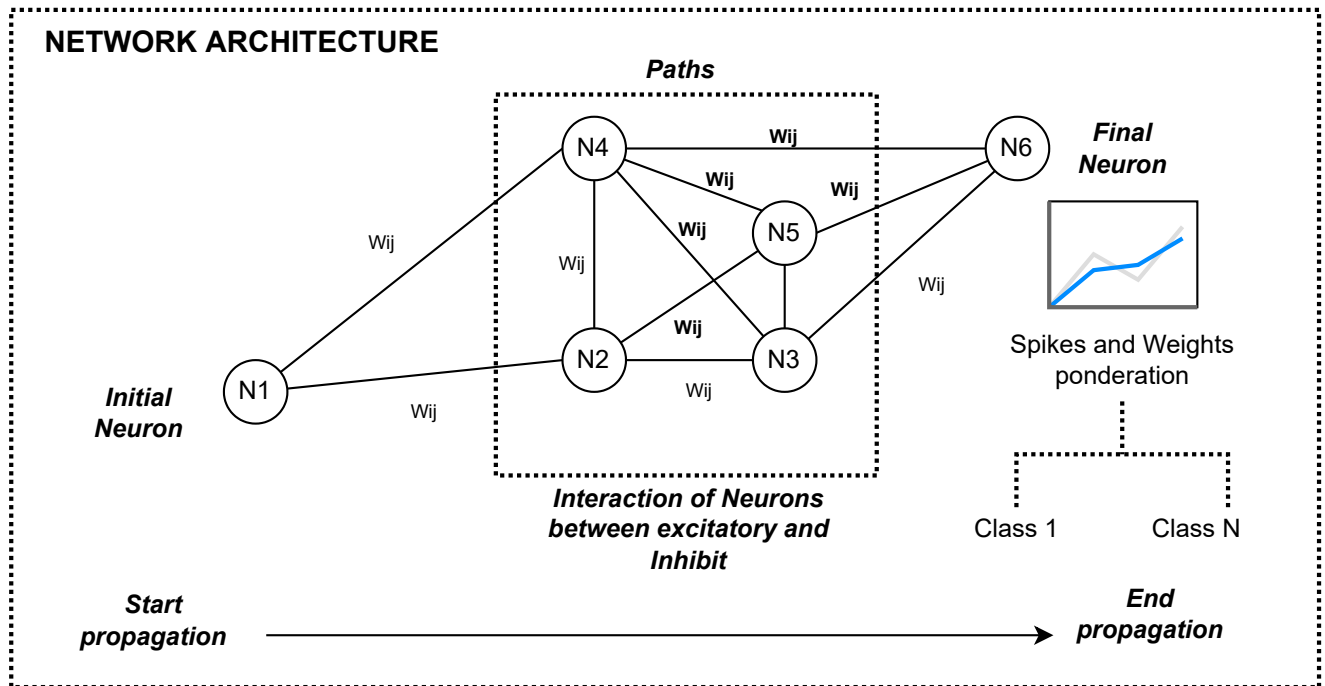 NETWORK ARCHITECTURE
Paths
N4
Wij
N6
Final
Neuron
Wij
Wij
N5
Wij
Wij
Wij
Wij
Wij
N2
N3
Spikes and Weights
ponderation
N1
Wij
Wij
Initial
Neuron
Interaction of Neurons
between excitatory and
Inhibit
Class 1
Class N
Start
propagation
End
propagation